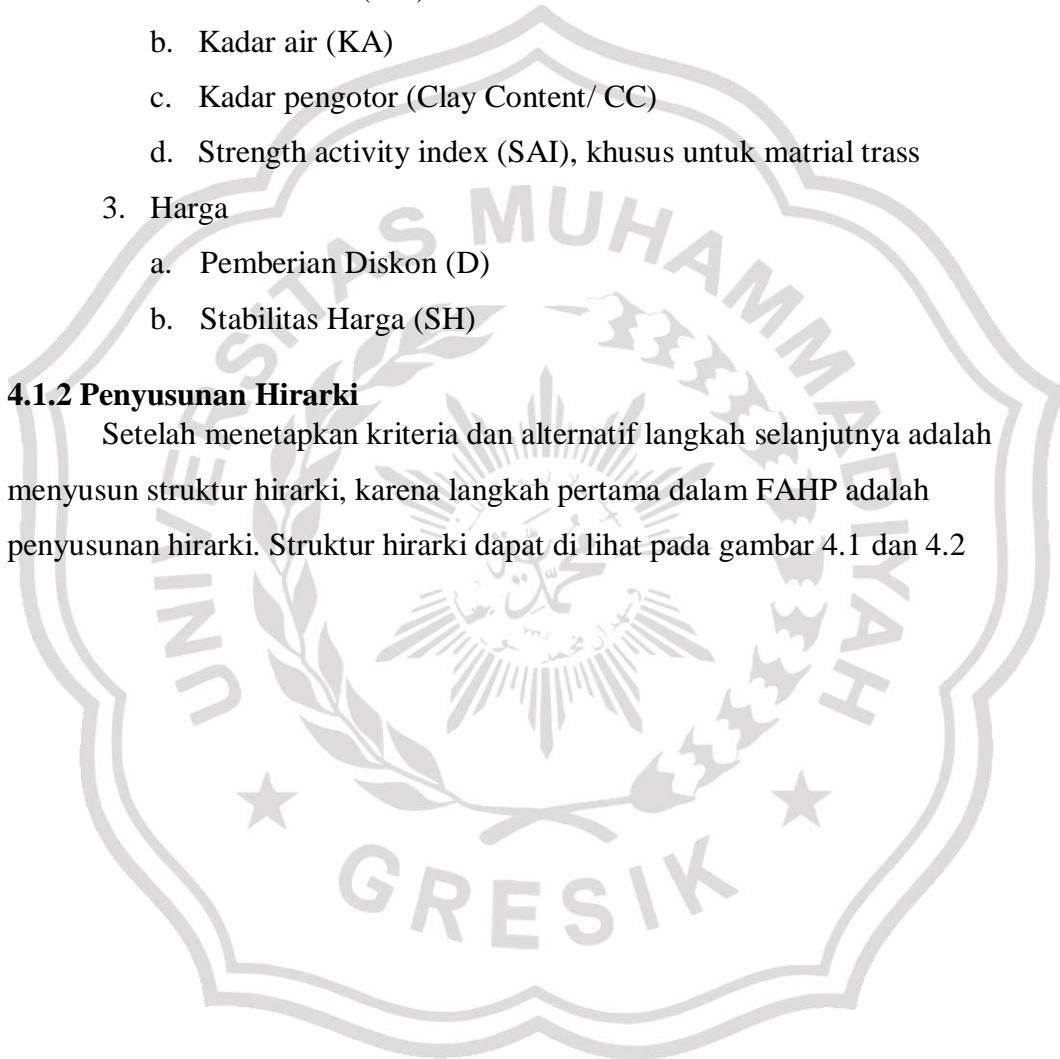 b. Kadar air (KA)
c. Kadar pengotor (Clay Content/ CC)
d. Strength activity index (SAI), khusus untuk matrial trass
3. Harga
a. Pemberian Diskon (D)
b. Stabilitas Harga (SH)
4.1.2 Penyusunan Hirarki
Setelah menetapkan kriteria dan alternatif langkah selanjutnya adalah
menyusun struktur hirarki, karena langkah pertama dalam FAHP adalah
penyusunan hirarki. Struktur hirarki dapat di lihat pada gambar 4.1 dan 4.2
UNIVERSITAS MUHAMMADIYAH
GRESIK